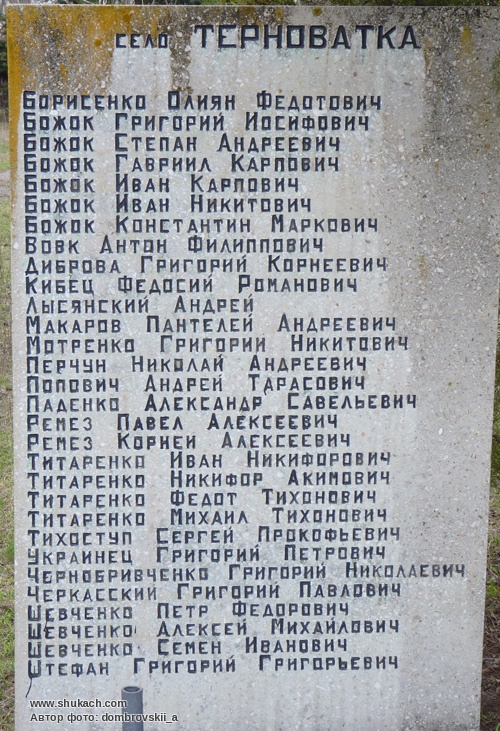 село ТЕРНОВАТКА
Борисенко Олиян Федотович
Божок Григорий Иосифович
Божок Степан Андреевич
Божок Гавриил Карпович
Божок Иван Карпович
Божок Иван Никитович
Божок Константин Маркович
Вовк Антон Филиппович
Диброва Григорий Корнеевич
Кибец Федосий Романович
Лысянский Андрей
Макаров Пантелей Андреевич
Мотренко Григории Никитович
Перчун Николай Андреевич
Попович Андрей Тарасович
Паденко Александр Савельевич
Ремез Павел Алексеевич
Ремез Корнеи Алексеевич
Титаренко Иван Никифорович
Титаренко Никифор Акимович
Титаренко Федот Тихонович
Титаренко Михаил Тихонович
Тихоступ Сергей Прокофьевич
Украинец Григорий Петрович
Чернобривченко Григорий Николаевич
Черкасский Григорий Павлович
Шевченко Петр Федорович
Шевченко Алексей Михайлович
Шевченко Семен Иванович
Штефан Григорий Григорьевич
www.shukach.com
Автор фото: dombrovskii_a